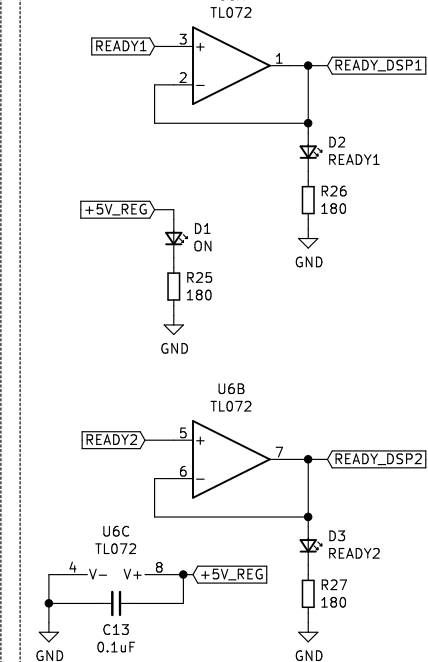 TL072
READY1
3
+
1
READY_DSP1
2
−
D2
READY1
R26
180
GND
+5V_REG
D1
ON
R25
180
GND
U6B
TL072
READY2
5
+
7
READY_DSP2
6
−
D3
READY2
R27
180
GND
U6C
TL072
4 V− V+ 8
+5V_REG
C13
0.1uF
GND